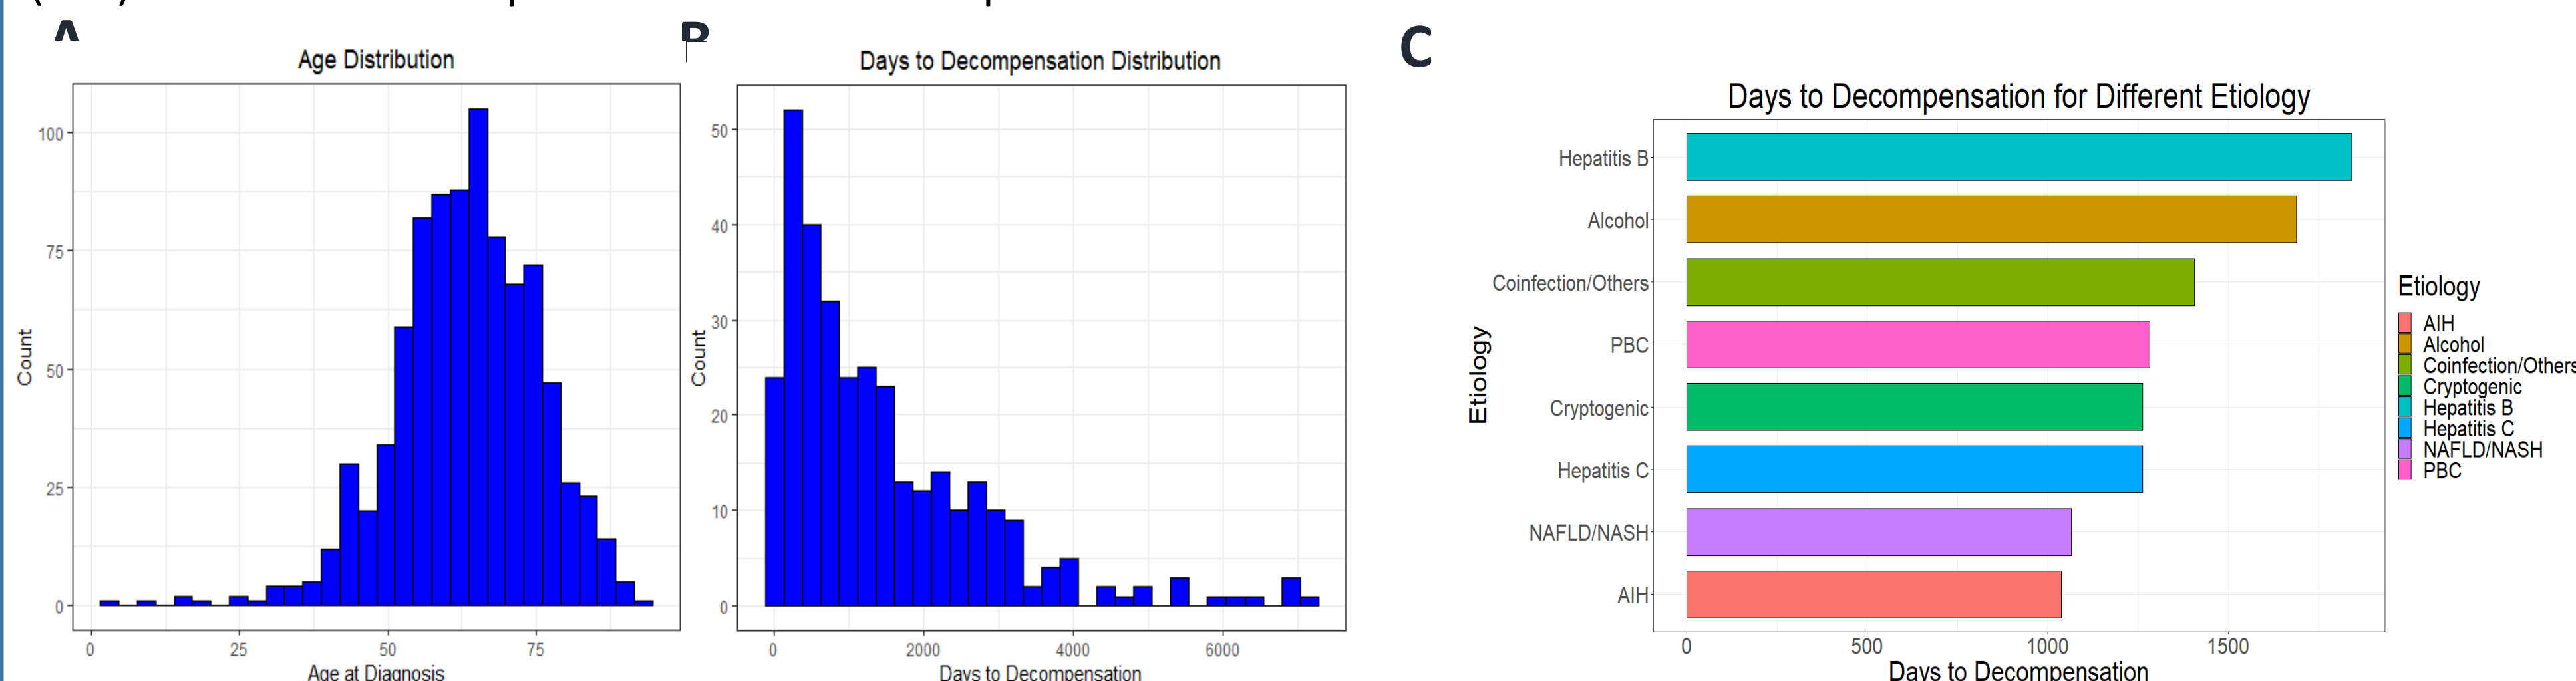 A
B
C
Age Distribution
Count
100
75
50
25
0
0 25 50 75
Age at Diagnosis
Days to Decompensation Distribution
Count
50
40
30
20
10
0
0 2000 4000 6000
Days to Decompensation
Days to Decompensation for Different Etiology
Etiology
Hepatitis B
Alcohol
Coinfection/Others
PBC
Cryptogenic
Hepatitis C
NAFLD/NASH
AIH
0 500 1000 1500
Days to Decompensation
Etiology
AIH
Alcohol
Coinfection/Others
Cryptogenic
Hepatitis B
Hepatitis C
NAFLD/NASH
PBC